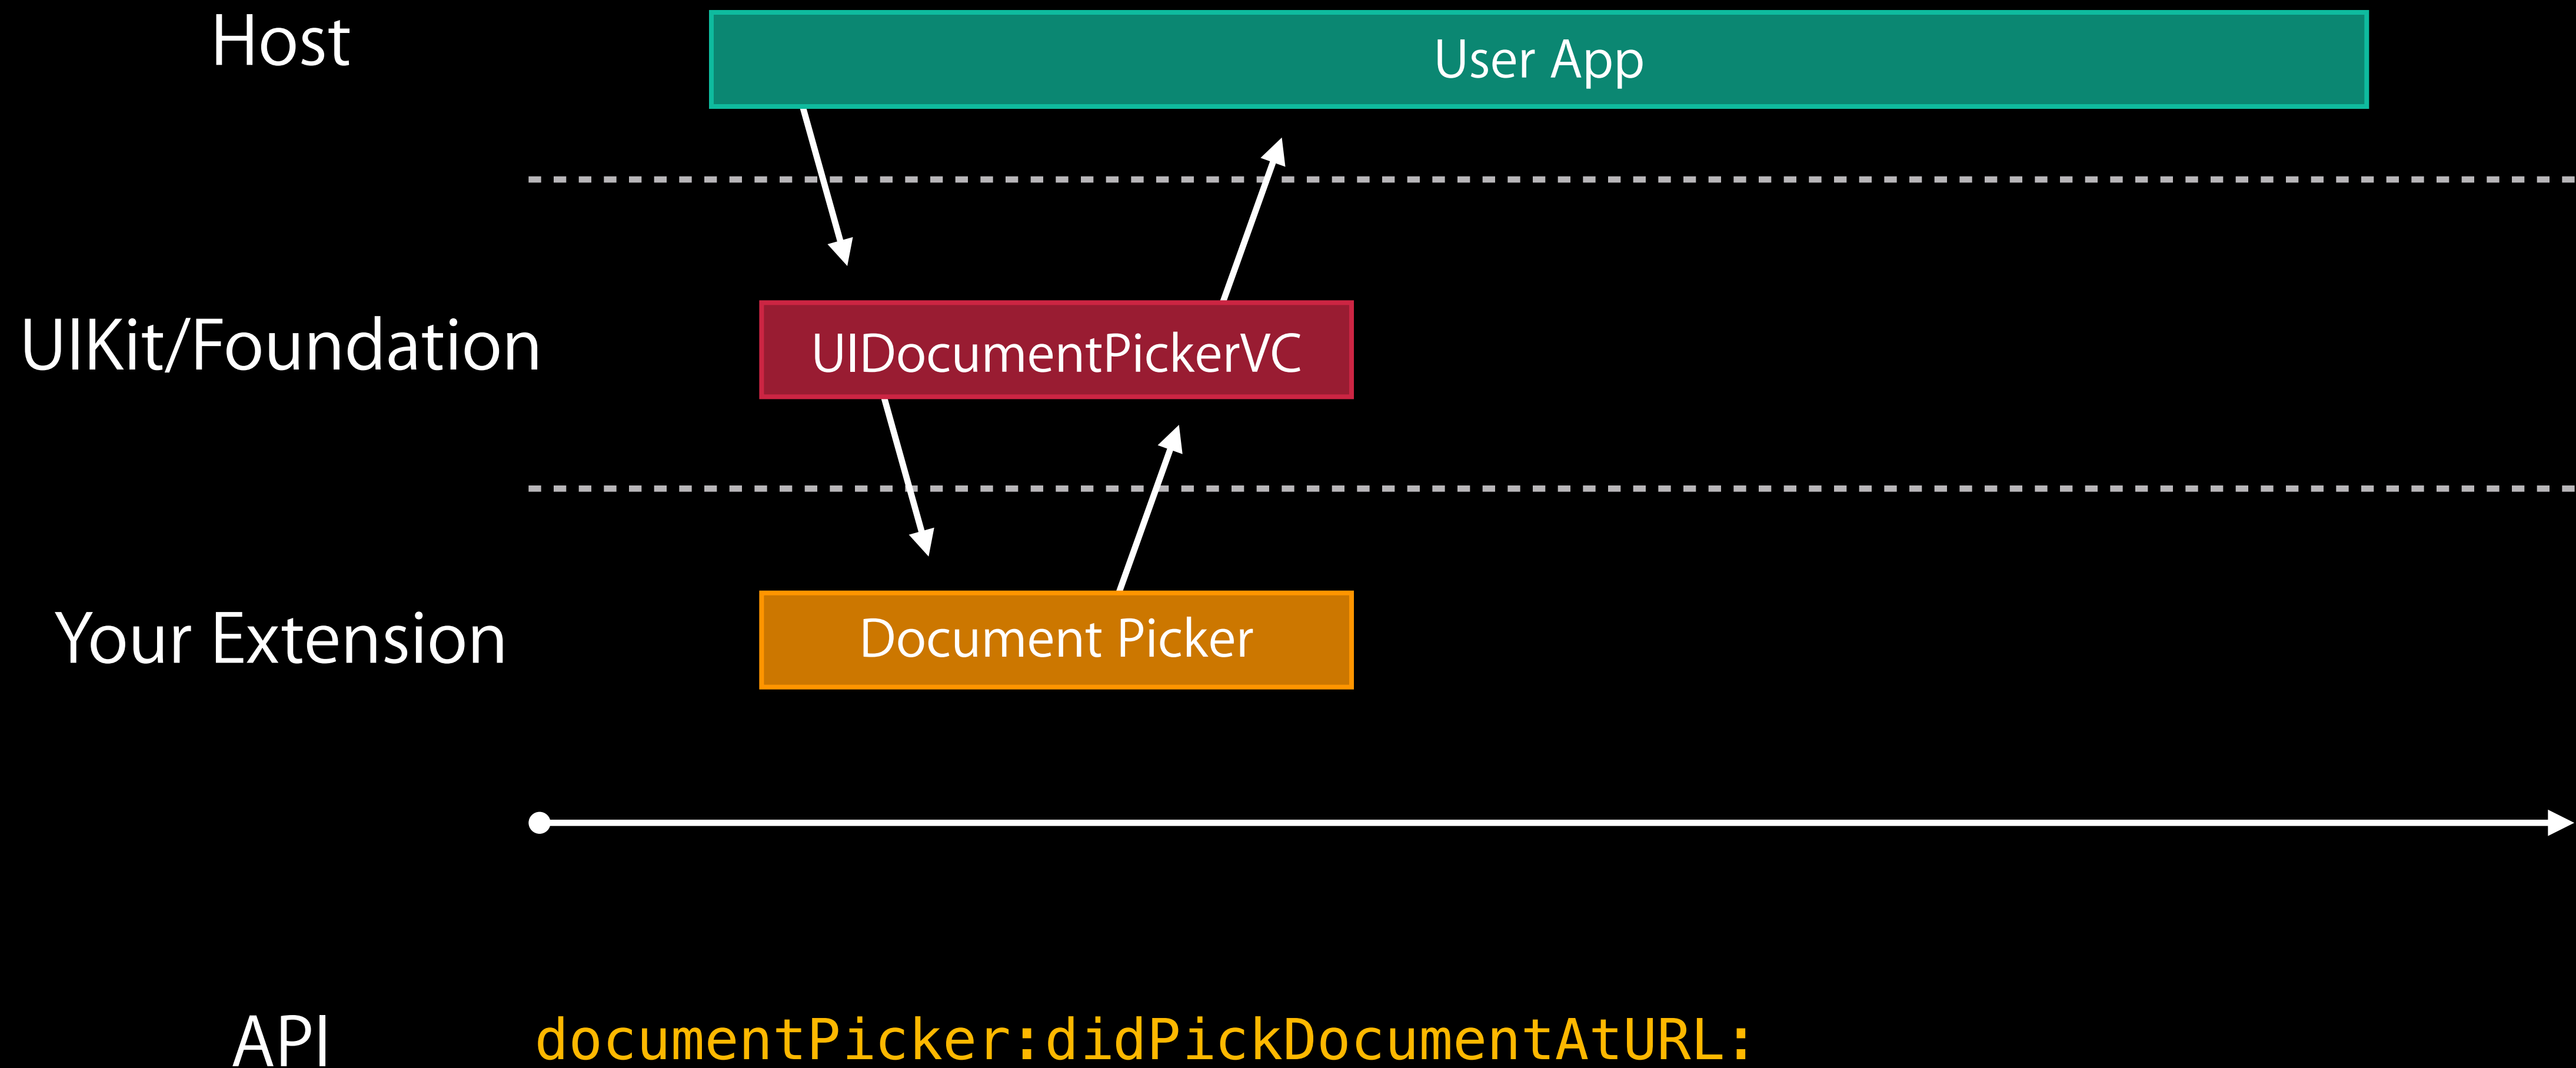 Host
User App
UIKit/Foundation
UIDocumentPickerVC
Your Extension
Document Picker
API
documentPicker:didPickDocumentAtURL: